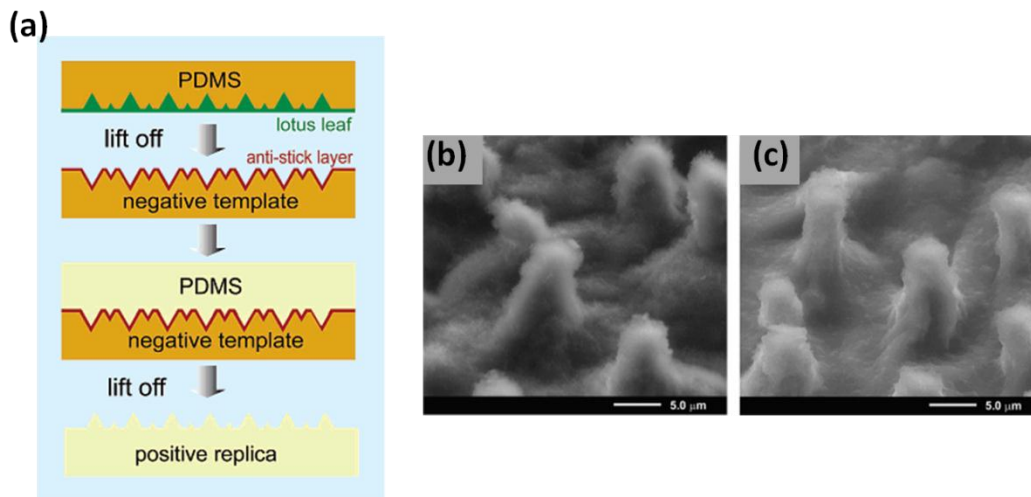 (a)
PDMS
lotus leaf
lift off
anti-stick layer
negative template
PDMS
negative template
lift off
positive replica
(b)
5.0 μm
(c)
5.0 μm